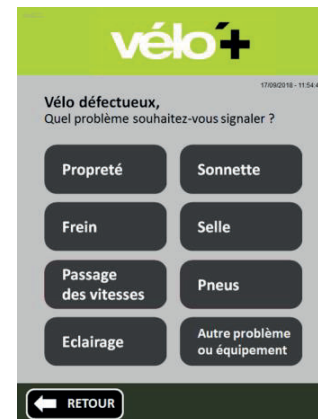 vélo+
17/09/2018 - 11:54:4
Vélo défectueux,
Quel problème souhaitez-vous signaler ?
Propreté
Sonnette
Frein
Selle
Passage
des vitesses
Pneus
Eclairage
Autre problème
ou équipement
RETOUR